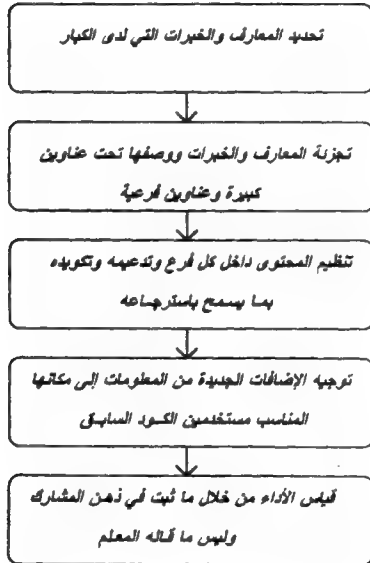 تحديد المعارف والخبرات التي لدى الكبار
تجزئة المعارف والخبرات ووصفها تحت عناوين
كبيرة وعناوين فرعية
تنظيم المحتوى داخل كل فرع وتدعيمه وتكويده
بما يسمح باسترجاعه
توجيه الإضافات الجديدة من المعلومات إلى مكانها
المناسب مستخدمين الكود السابق
قياس الأداء من خلال ما ثبت في ذهن المشارك
وليس ما قاله المعلم